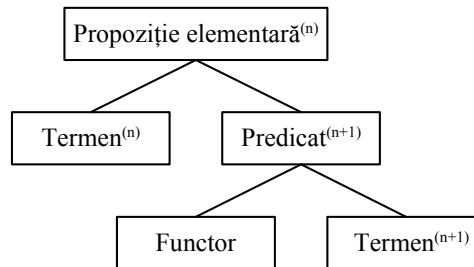 Propoziție elementară(n)
Termen(n)
Predicat(n+1)
Functor
Termen(n+1)